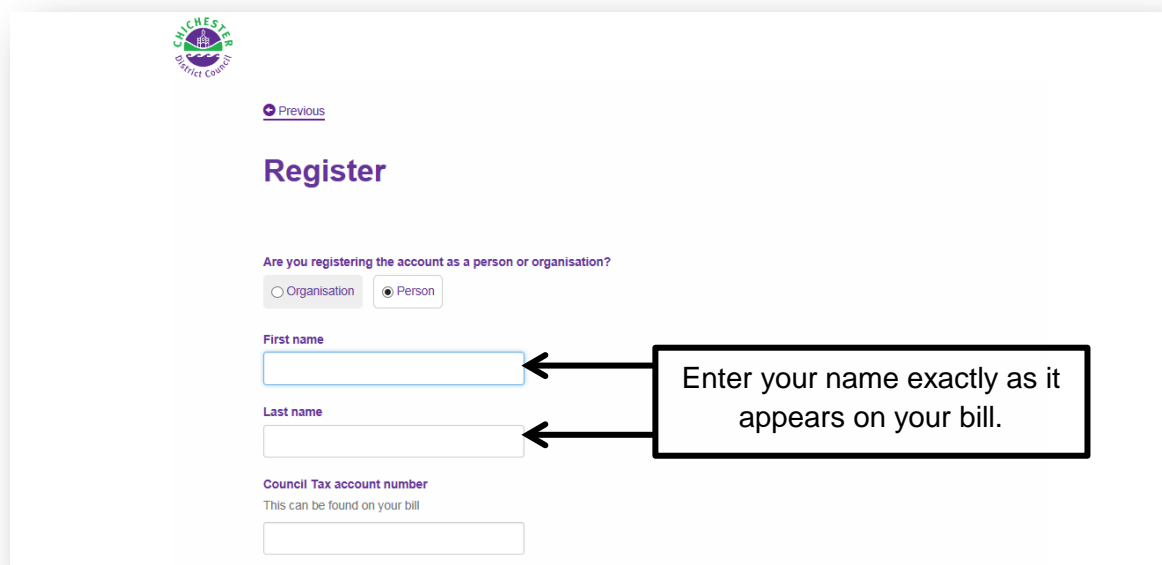 CHICHESTER
District Council
Previous
Register
Are you registering the account as a person or organisation?
Organisation Person
First name
Enter your name exactly as it
appears on your bill.
Last name
Council Tax account number
This can be found on your bill